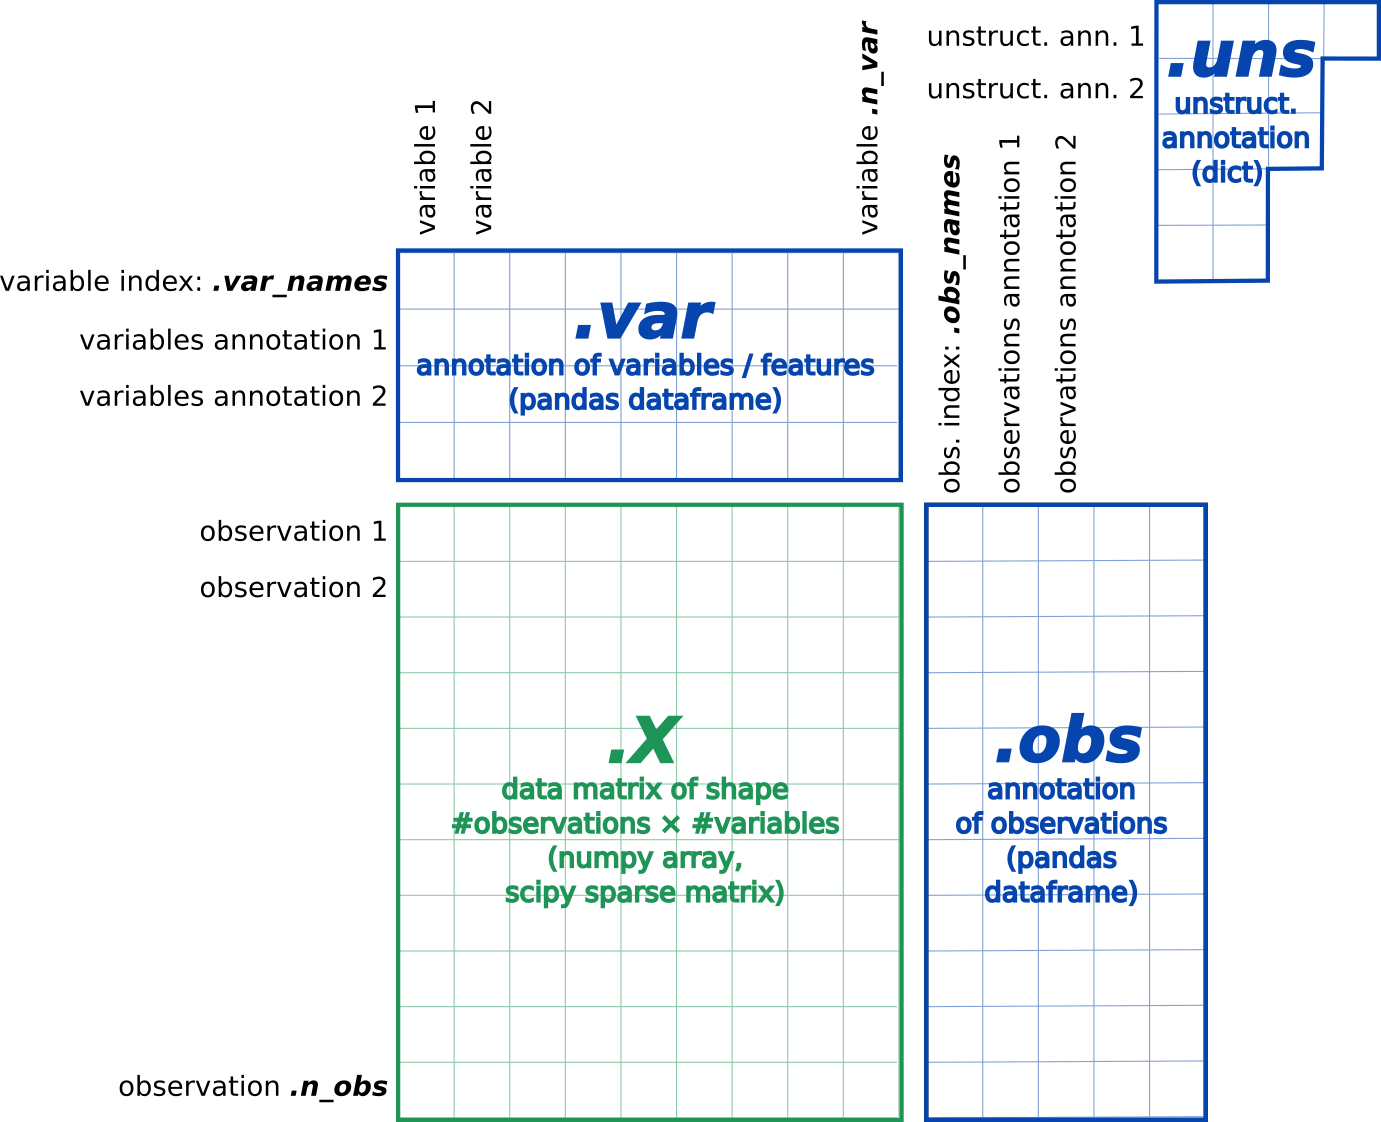 variable 1
variable 2
variable .n_var
unstruct. ann. 1
unstruct. ann. 2
.uns
unstruct.
annotation
(dict)
obs. index: .obs_names
observations annotation 1
observations annotation 2
variable index: .var_names
variables annotation 1
variables annotation 2
.var
annotation of variables / features
(pandas dataframe)
observation 1
observation 2
observation .n_obs
.X
data matrix of shape
#observations × #variables
(numpy array,
scipy sparse matrix)
.obs
annotation
of observations
(pandas
dataframe)